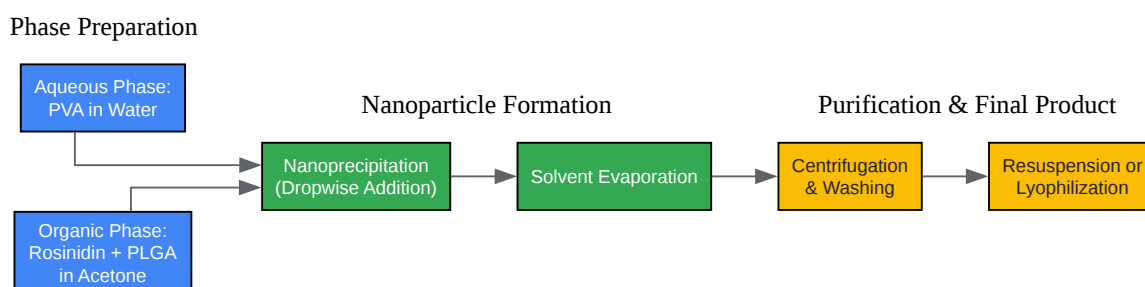 Phase Preparation
Aqueous Phase:
PVA in Water
Nanoparticle Formation
Purification & Final Product
Nanoprecipitation
(Dropwise Addition)
Solvent Evaporation
Centrifugation
& Washing
Resuspension or
Lyophilization
Organic Phase:
Rosinidin + PLGA
in Acetone